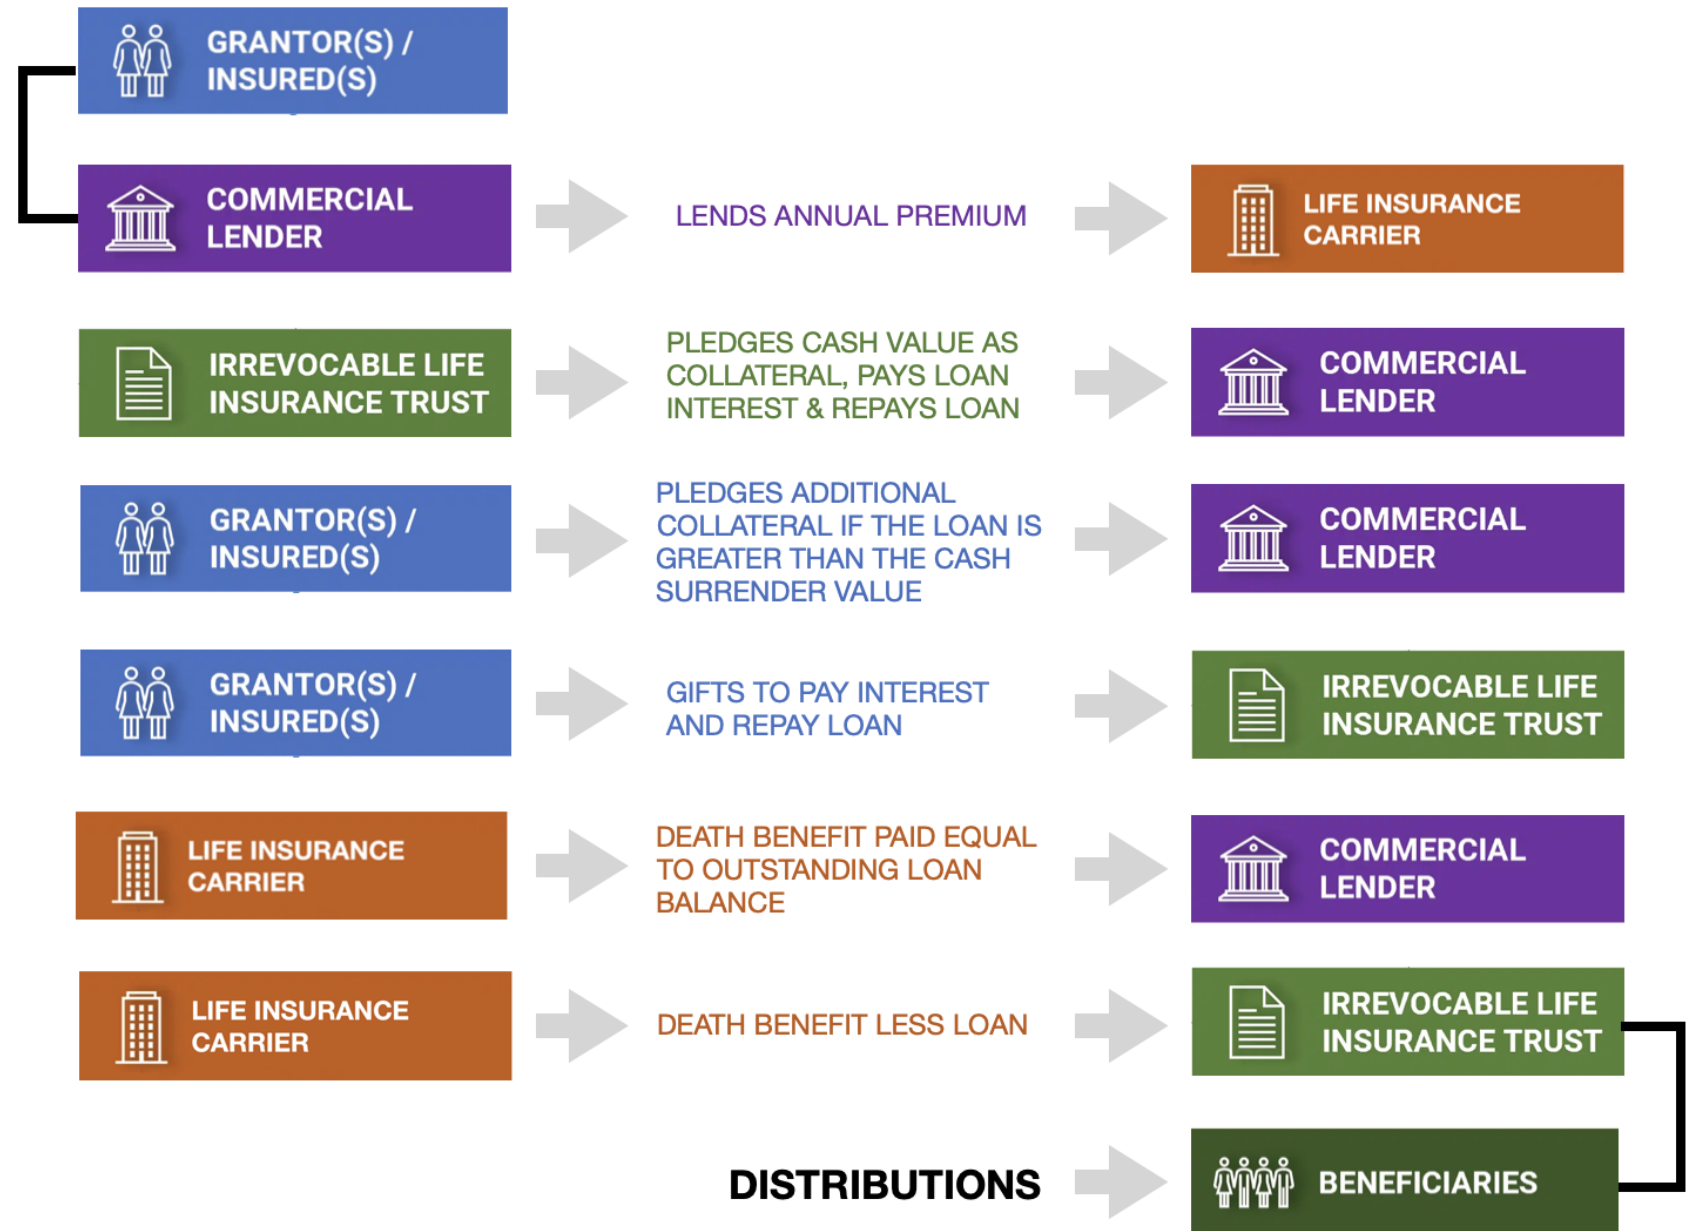 GRANTOR(S) /
INSURED(S)
COMMERCIAL
LENDER
LENDS ANNUAL PREMIUM
LIFE INSURANCE
CARRIER
IRREVOCABLE LIFE
INSURANCE TRUST
PLEDGES CASH VALUE AS
COLLATERAL, PAYS LOAN
INTEREST & REPAYS LOAN
COMMERCIAL
LENDER
GRANTOR(S) /
INSURED(S)
PLEDGES ADDITIONAL
COLLATERAL IF THE LOAN IS
GREATER THAN THE CASH
SURRENDER VALUE
COMMERCIAL
LENDER
GRANTOR(S) /
INSURED(S)
GIFTS TO PAY INTEREST
AND REPAY LOAN
IRREVOCABLE LIFE
INSURANCE TRUST
LIFE INSURANCE
CARRIER
DEATH BENEFIT PAID EQUAL
TO OUTSTANDING LOAN
BALANCE
COMMERCIAL
LENDER
LIFE INSURANCE
CARRIER
DEATH BENEFIT LESS LOAN
IRREVOCABLE LIFE
INSURANCE TRUST
DISTRIBUTIONS
BENEFICIARIES